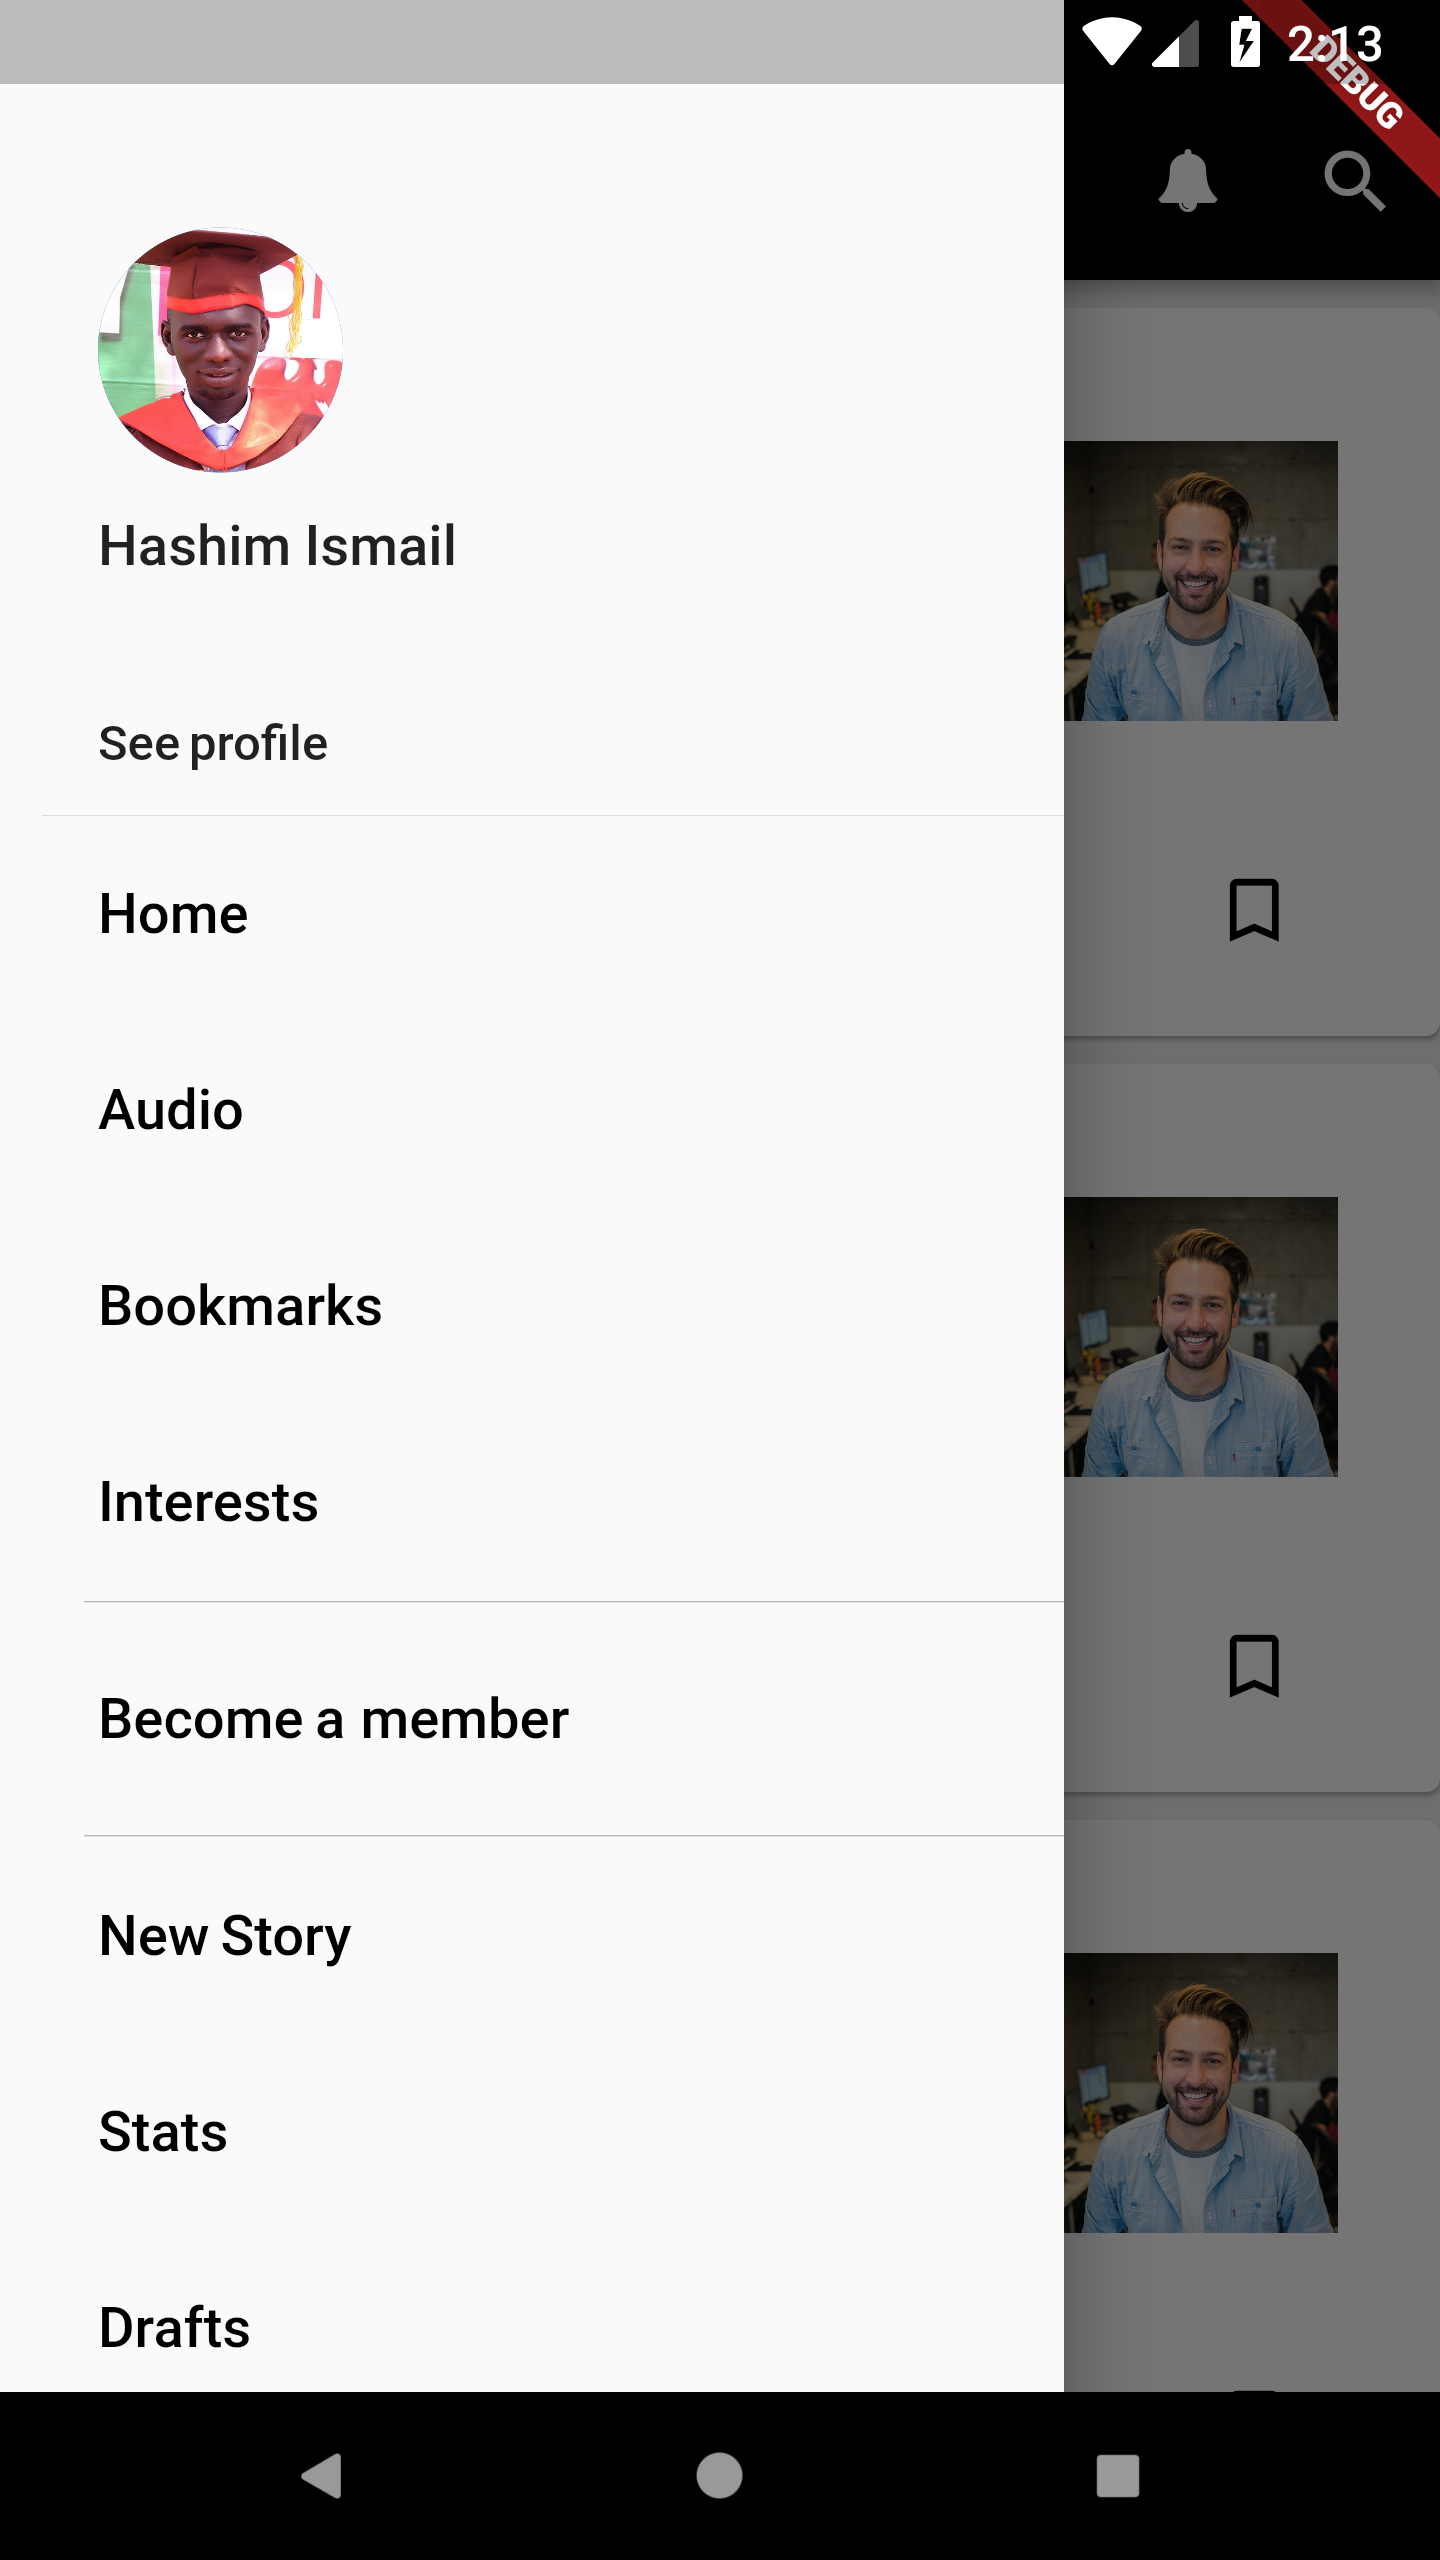 2:13
DEBUG
Hashim Ismail
See profile
Home
Audio
Bookmarks
Interests
Become a member
New Story
Stats
Drafts